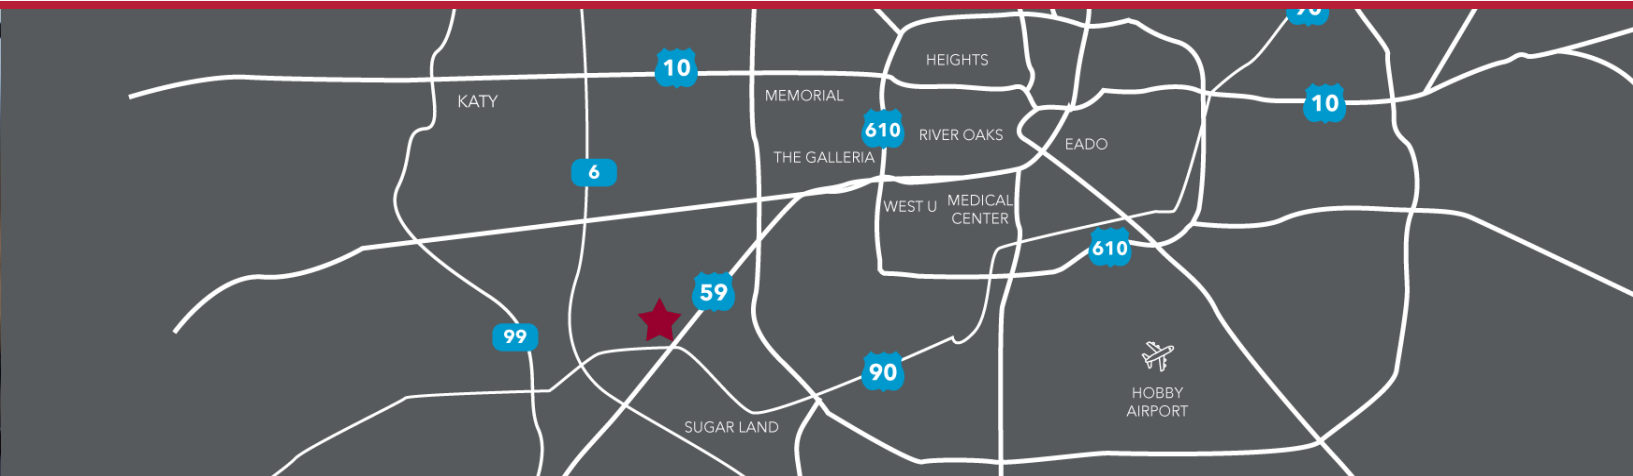 90
HEIGHTS
10
KATY
MEMORIAL
10
610
RIVER OAKS
EADO
THE GALLERIA
6
WEST U
MEDICAL
CENTER
610
59
99
90
HOBBY
AIRPORT
SUGAR LAND